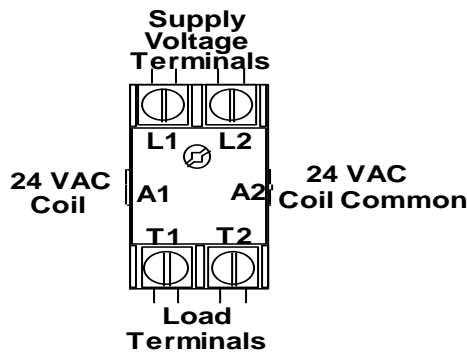 Supply
Voltage
Terminals
L1 L2
24 VAC
Coil
A1 A2
24 VAC
Coil Common
T1 T2
Load
Terminals